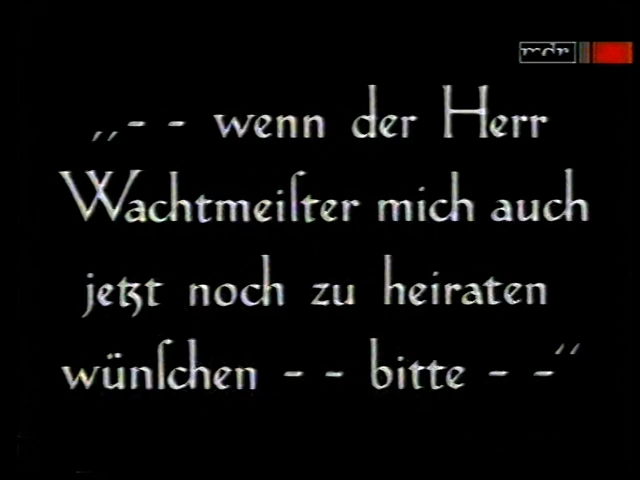 mdr
„- - wenn der Herr
Wachtmeiſter mich auch
jetzt noch zu heiraten
wünſchen - - bitte - -“